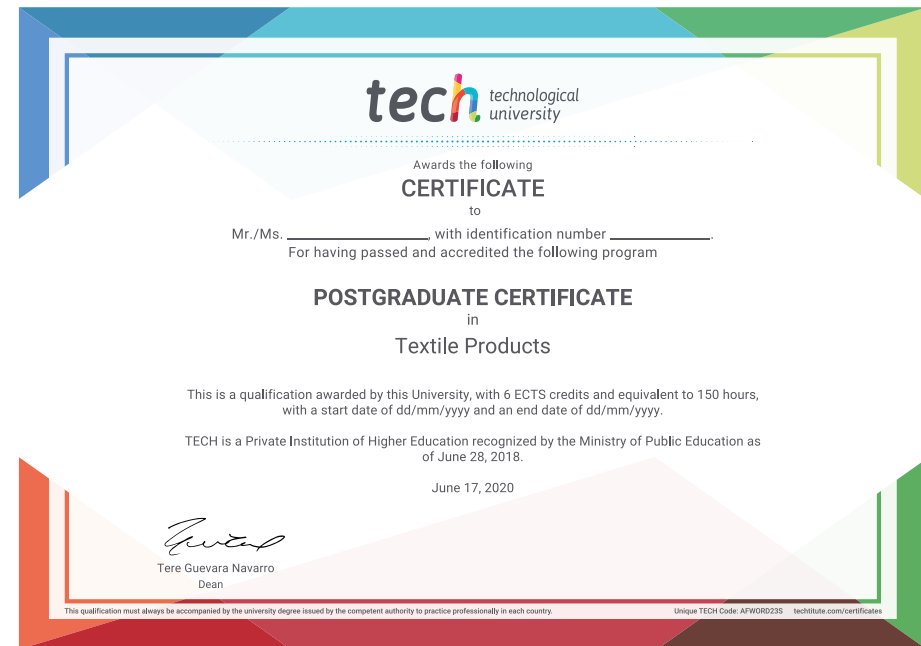 tech technological
university
Awards the following
CERTIFICATE
to
Mr./Ms. ____________________, with identification number ______________.
For having passed and accredited the following program
POSTGRADUATE CERTIFICATE
in
Textile Products
This is a qualification awarded by this University, with 6 ECTS credits and equivalent to 150 hours,
with a start date of dd/mm/yyyy and an end date of dd/mm/yyyy.
TECH is a Private Institution of Higher Education recognized by the Ministry of Public Education as
of June 28, 2018.
June 17, 2020
Tere Guevara Navarro
Dean
This qualification must always be accompanied by the university degree issued by the competent authority to practice professionally in each country.
Unique TECH Code: AFWORD23S techtitute.com/certificates